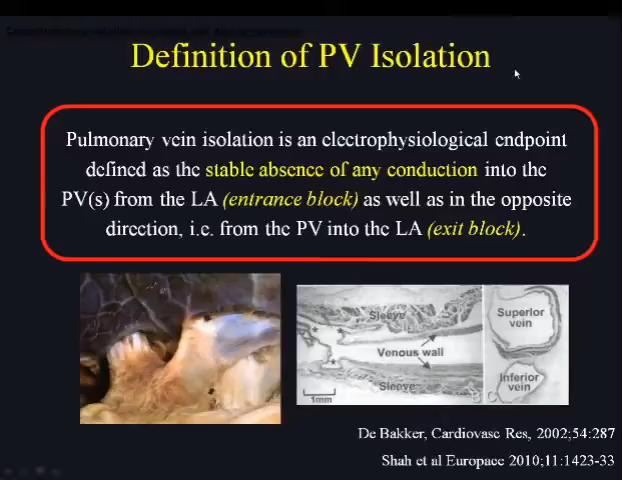 Definition of PV Isolation
Pulmonary vein isolation is an electrophysiological endpoint
defined as the stable absence of any conduction into the
PV(s) from the LA (entrance block) as well as in the opposite
direction, i.e. from the PV into the LA (exit block).
Sleeve
Venous wall
Sleeve
1mm
B
C
Superior
vein
Inferior
vein
De Bakker, Cardiovasc Res, 2002;54:287
Shah et al Europace 2010;11:1423-33